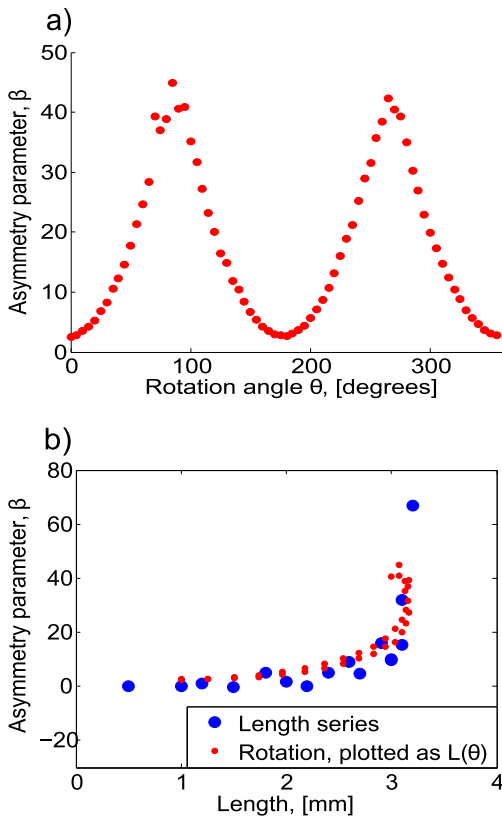 a)
50
40
30
20
10
0
Asymmetry parameter, β
0 100 200 300
Rotation angle θ, [degrees]
b)
80
60
40
20
0
−20
Asymmetry parameter, β
Length series
Rotation, plotted as L(θ)
0 1 2 3 4
Length, [mm]